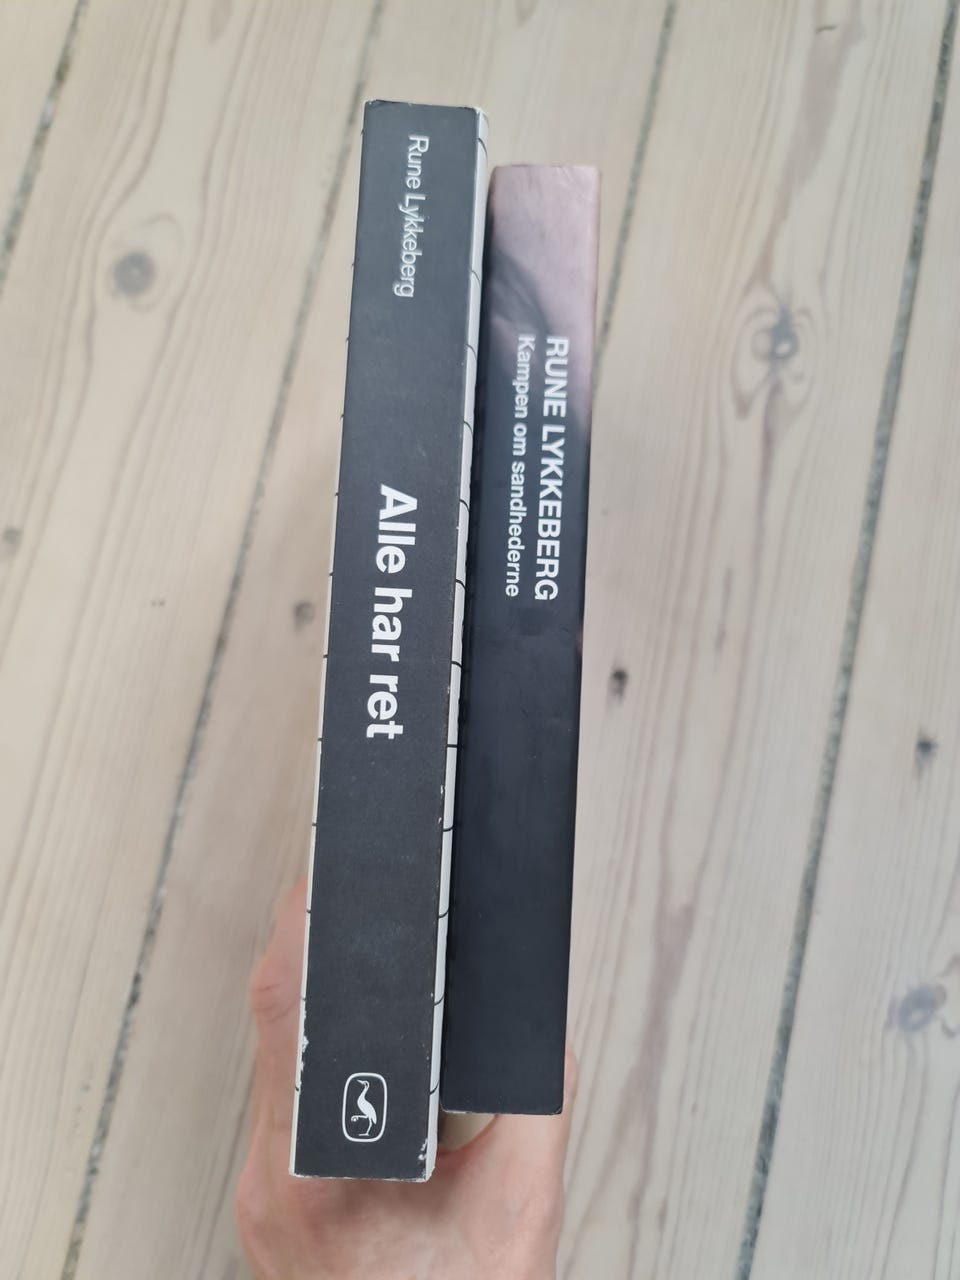 Rune Lykkeberg
Alle har ret
RUNE LYKKEBERG
Kampen om sandhederne